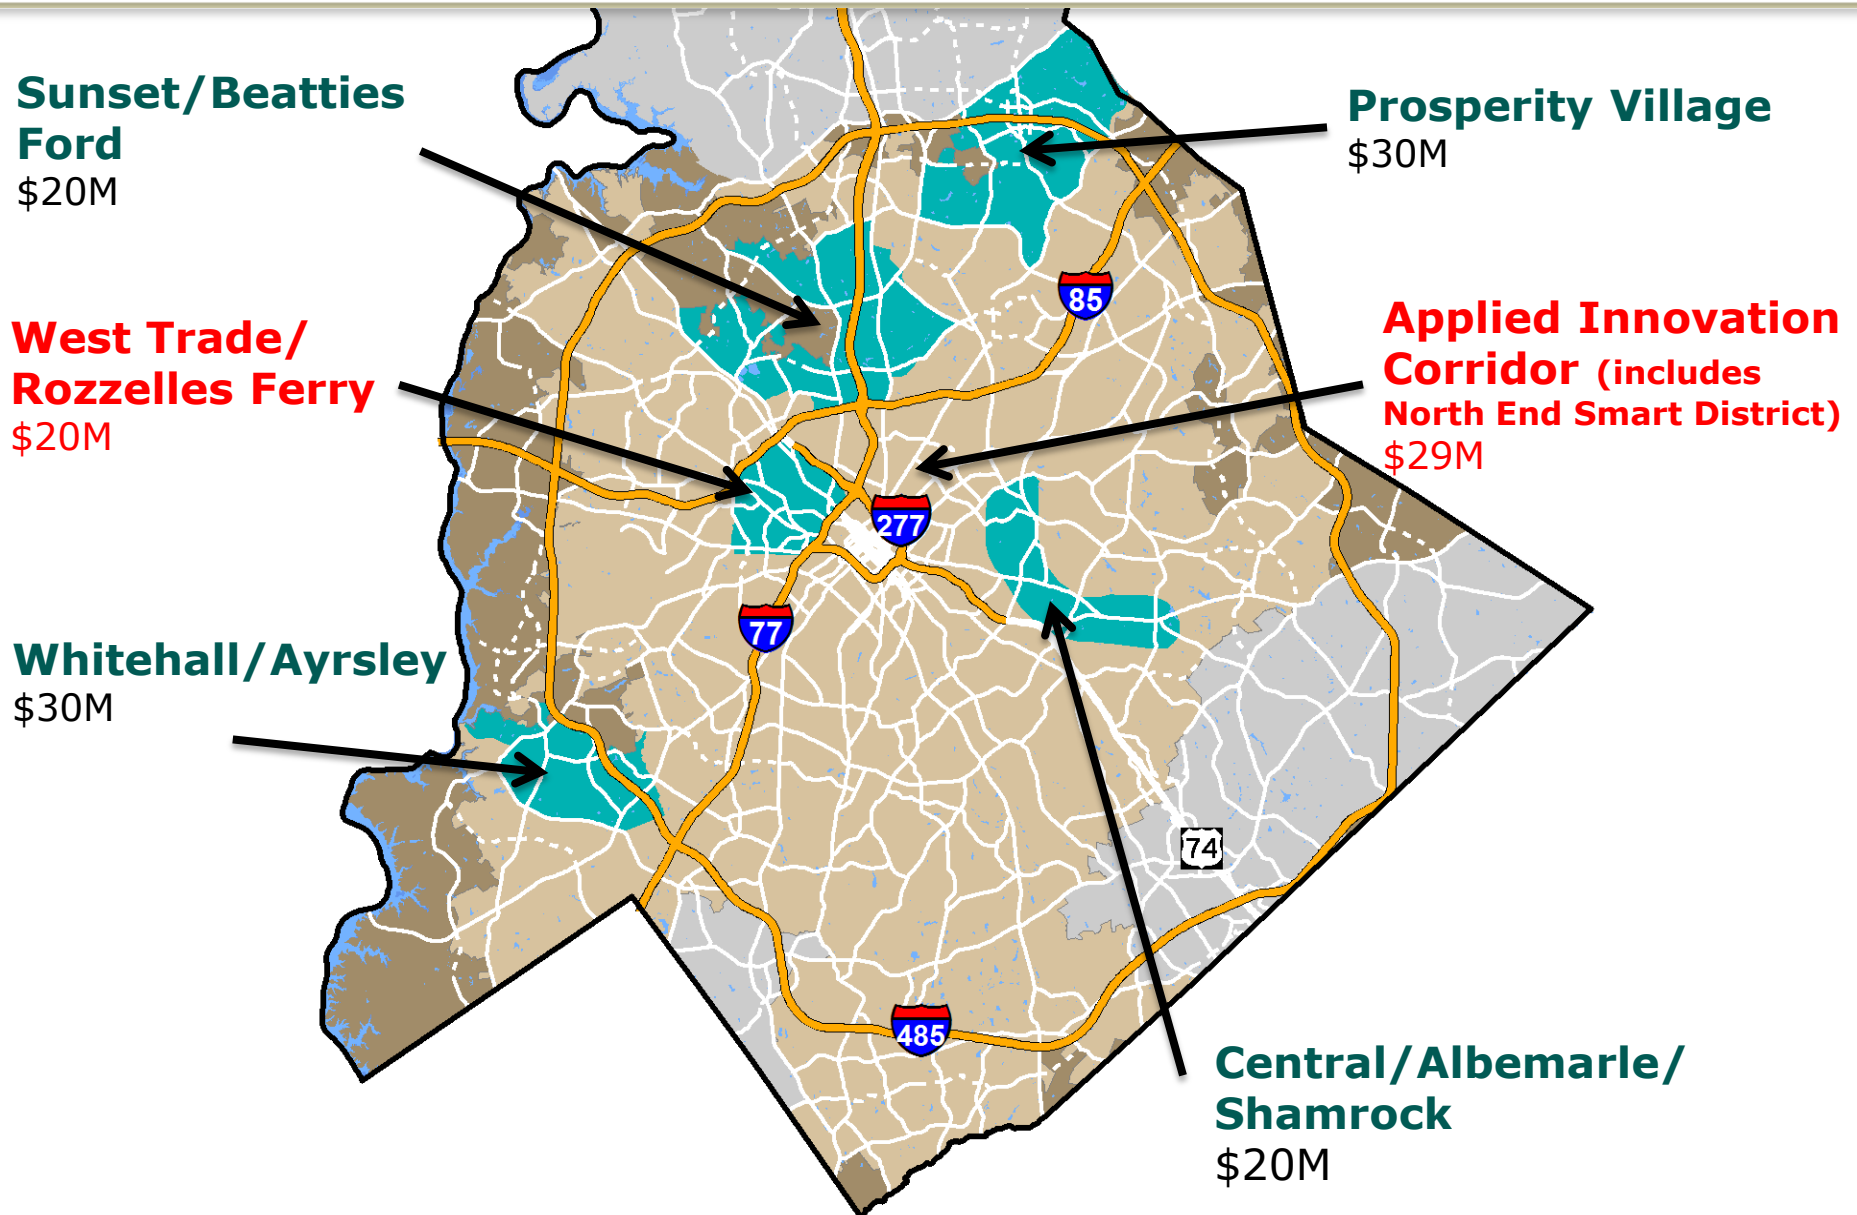 Sunset/Beatties
Ford
$20M
Prosperity Village
$30M
85
West Trade/
Rozzelles Ferry
$20M
Applied Innovation
Corridor (includes
North End Smart District)
$29M
277
77
Whitehall/Ayrsley
$30M
74
485
Central/Albemarle/
Shamrock
$20M